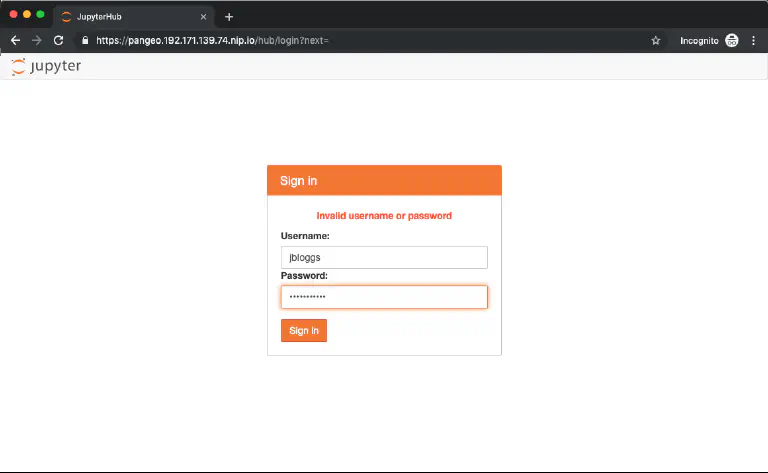 JupyterHub
https://pangeo.192.171.139.74.nip.io/hub/login?next=
Incognito
jupyter
Sign in
Invalid username or password
Username:
jbloggs
Password:
•••••••••••
Sign in